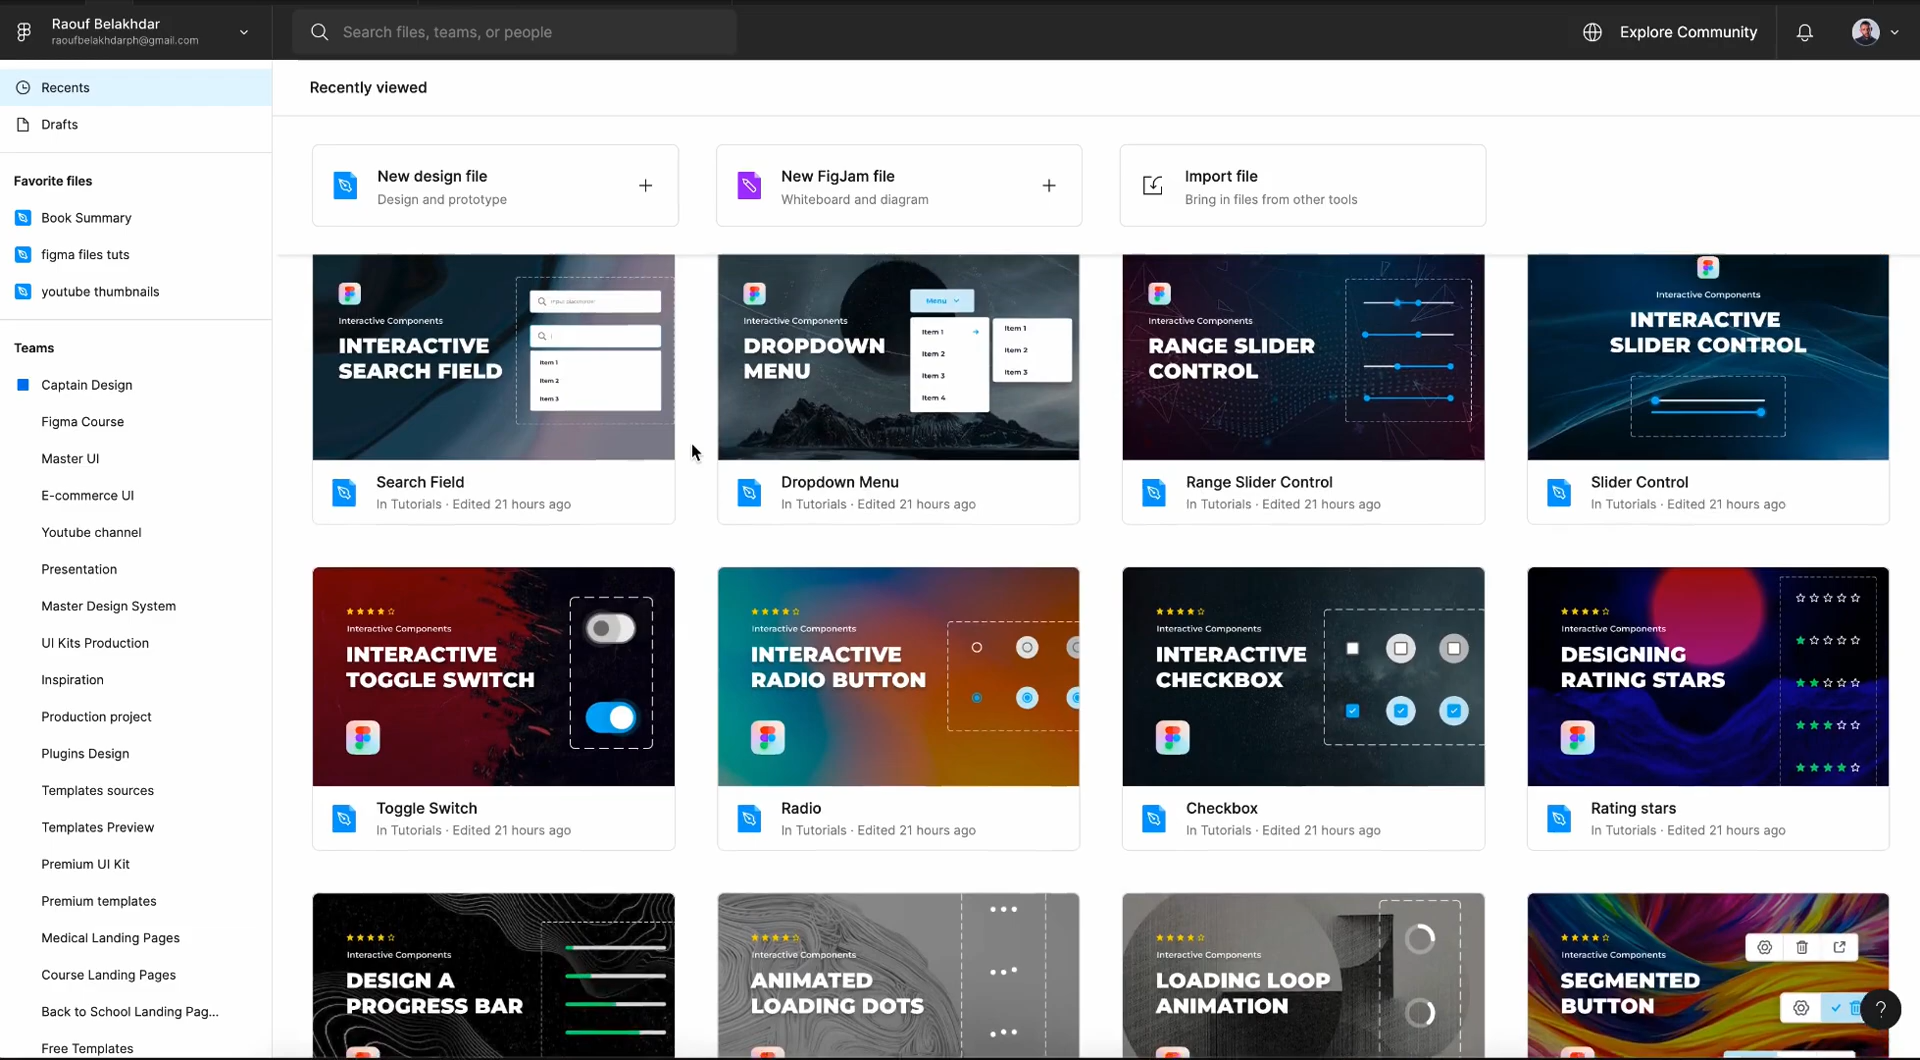 Raouf Belakhdar
raoufbelakhdarph@gmail.com
Search files, teams, or people
Explore Community
Recents
Drafts
Favorite files
Book Summary
figma files tuts
youtube thumbnails
Teams
Captain Design
Figma Course
Master UI
E-commerce UI
Youtube channel
Presentation
Master Design System
UI Kits Production
Inspiration
Production project
Plugins Design
Templates sources
Templates Preview
Premium UI Kit
Premium templates
Medical Landing Pages
Course Landing Pages
Back to School Landing Pag...
Free Templates
Recently viewed
New design file
Design and prototype
New FigJam file
Whiteboard and diagram
Import file
Bring in files from other tools
Interactive Components
INTERACTIVE
SEARCH FIELD
Item 1
Item 2
Item 3
Search Field
In Tutorials · Edited 21 hours ago
Interactive Components
DROPDOWN
MENU
Menu
Item 1
Item 2
Item 3
Item 4
Item 1
Item 2
Item 3
Dropdown Menu
In Tutorials · Edited 21 hours ago
Interactive Components
RANGE SLIDER
CONTROL
Range Slider Control
In Tutorials · Edited 21 hours ago
Interactive Components
INTERACTIVE
SLIDER CONTROL
Slider Control
In Tutorials · Edited 21 hours ago
Interactive Components
INTERACTIVE
TOGGLE SWITCH
Toggle Switch
In Tutorials · Edited 21 hours ago
Interactive Components
INTERACTIVE
RADIO BUTTON
Radio
In Tutorials · Edited 21 hours ago
Interactive Components
INTERACTIVE
CHECKBOX
Checkbox
In Tutorials · Edited 21 hours ago
Interactive Components
DESIGNING
RATING STARS
Rating stars
In Tutorials · Edited 21 hours ago
Interactive Components
DESIGN A
PROGRESS BAR
Interactive Components
ANIMATED
LOADING DOTS
Interactive Components
LOADING LOOP
ANIMATION
Interactive Components
SEGMENTED
BUTTON
?